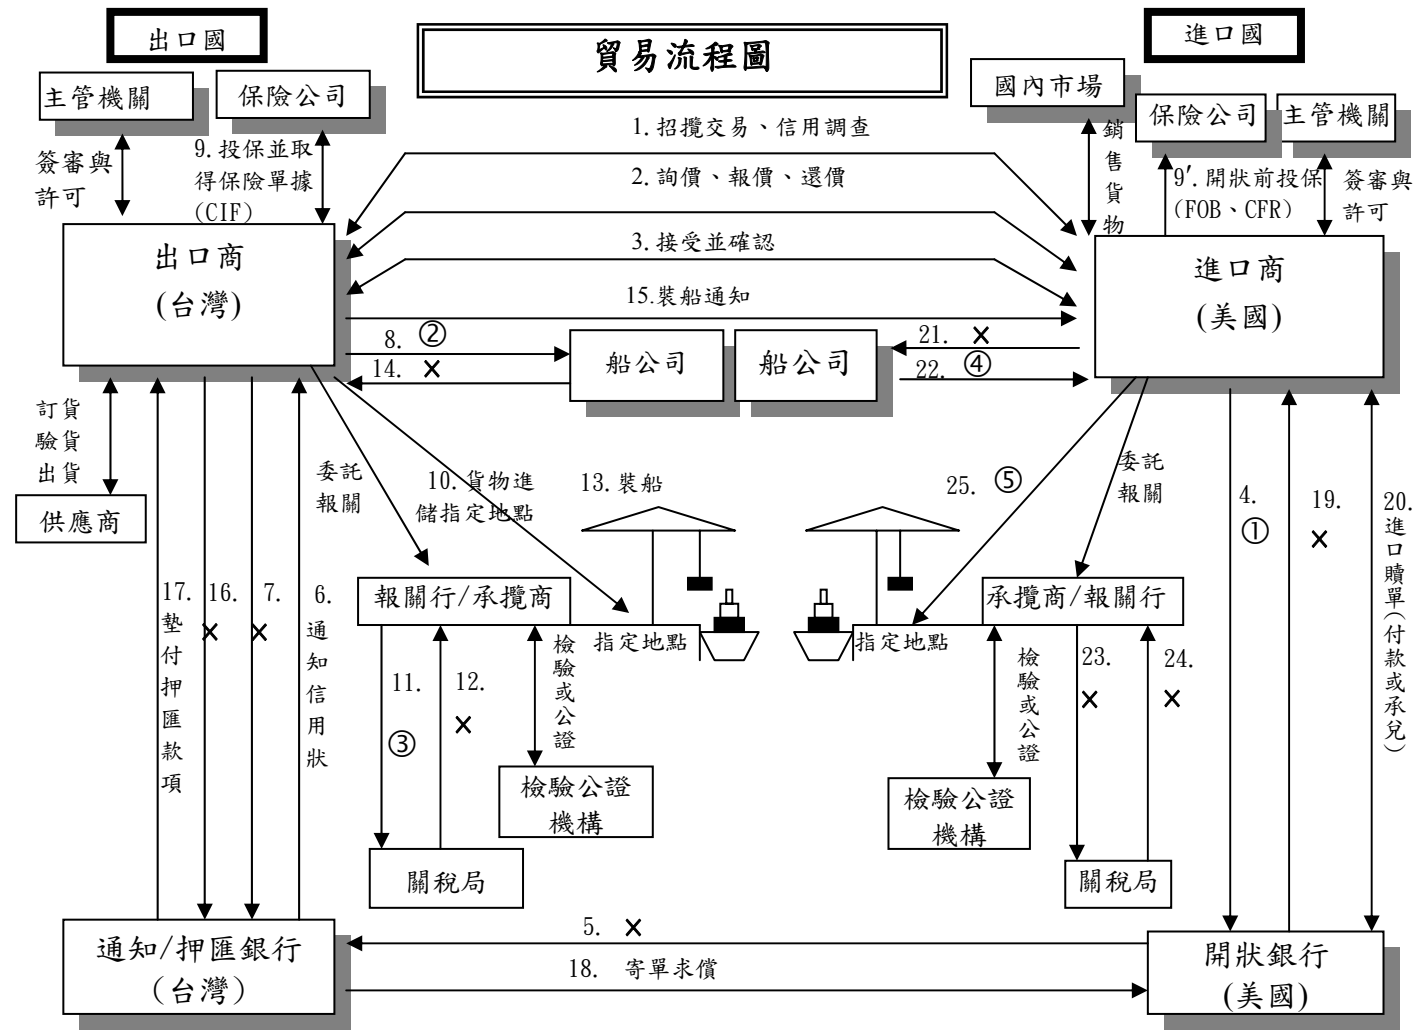 出口國
貿易流程圖
進口國
主管機關
保險公司
國內市場
保險公司
主管機關
簽審與
許可
9.投保並取
得保險單據
(CIF)
1.招攬交易、信用調查
2.詢價、報價、還價
3.接受並確認
15.裝船通知
銷售貨物
9′.開狀前投保
(FOB、CFR)
簽審與
許可
出口商
(台灣)
進口商
(美國)
8. ②
14. ×
船公司
船公司
21. ×
22. ④
訂貨
驗貨
出貨
供應商
委託
報關
10.貨物進
儲指定地點
13.裝船
25. ⑤
委託
報關
4.
①
19.
×
20.進口贖單(付款或承兌)
17.墊付押匯款項
16.
×
7.
×
6.通知信用狀
報關行/承攬商
指定地點
指定地點
承攬商/報關行
11.
③
12.
×
檢驗或公證
檢驗或公證
23.
×
24.
×
檢驗公證
機構
檢驗公證
機構
關稅局
關稅局
通知/押匯銀行
(台灣)
5. ×
18. 寄單求償
開狀銀行
(美國)